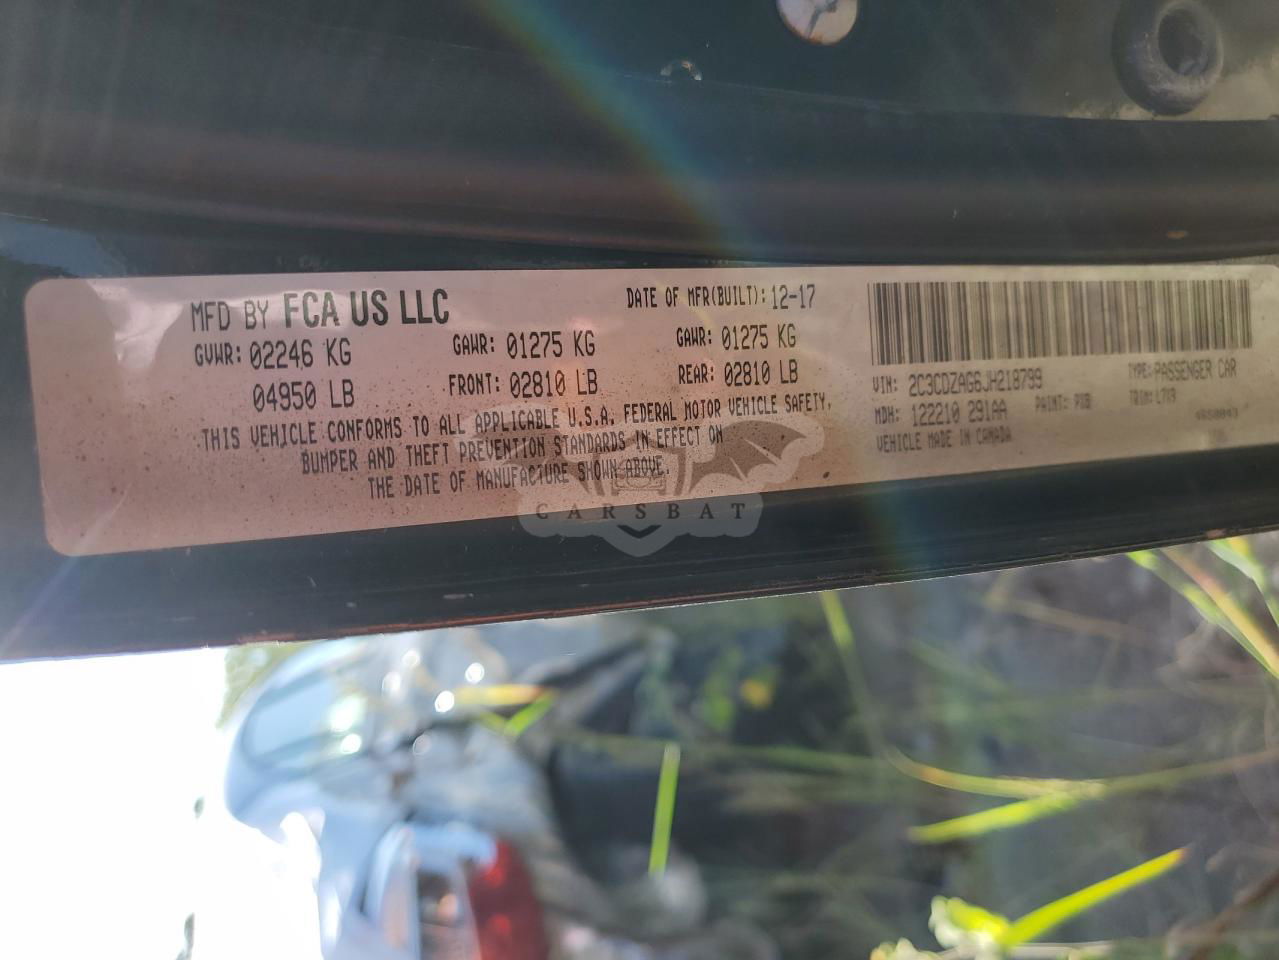 MFD BY FCA US LLC
DATE OF MFR(BUILT): 12-17
GVWR: 02246 KG
04950 LB
GAWR: 01275 KG
FRONT: 02810 LB
GAWR: 01275 KG
REAR: 02810 LB
THIS VEHICLE CONFORMS TO ALL APPLICABLE U.S.A. FEDERAL MOTOR VEHICLE SAFETY,
BUMPER AND THEFT PREVENTION STANDARDS IN EFFECT ON
THE DATE OF MANUFACTURE SHOWN ABOVE.
VIN: 2C3CDZAG6JH218799
TYPE: PASSENGER CAR
MDH: 122210 291AA
PAINT:
TRIM:
VEHICLE MADE IN CANADA
CARSBAT